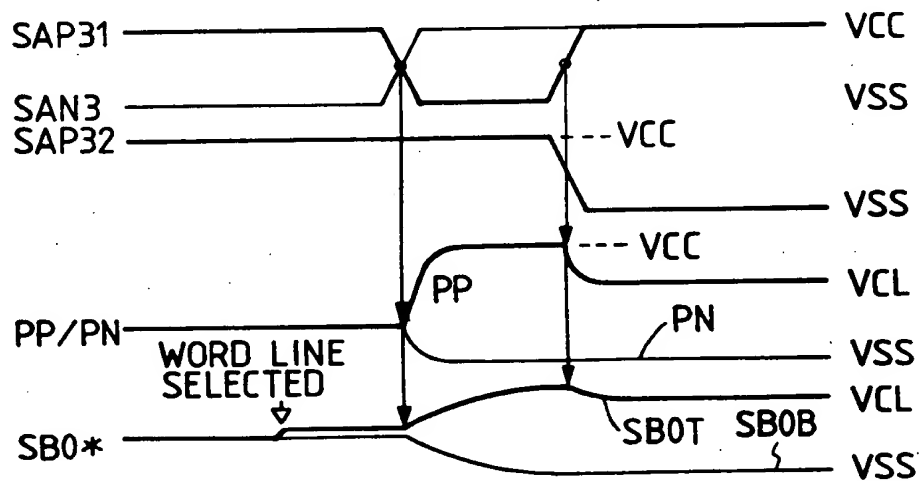 SAP31
VCC
SAN3
VSS
SAP32
--- VCC
VSS
--- VCC
PP
VCL
PP/PN
PN
VSS
WORD LINE
SELECTED
VCL
SB0*
SB0T
SB0B
VSS